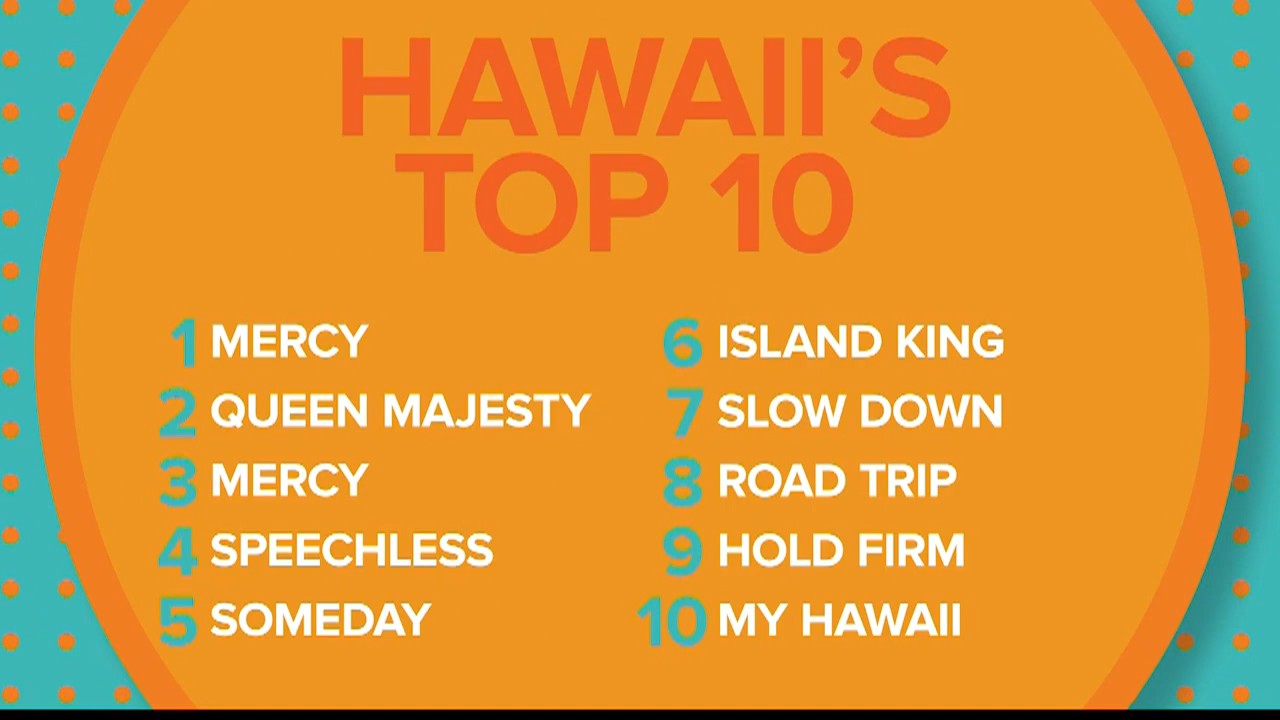 HAWAII’S
TOP 10
1 MERCY
2 QUEEN MAJESTY
3 MERCY
4 SPEECHLESS
5 SOMEDAY
6 ISLAND KING
7 SLOW DOWN
8 ROAD TRIP
9 HOLD FIRM
10 MY HAWAII